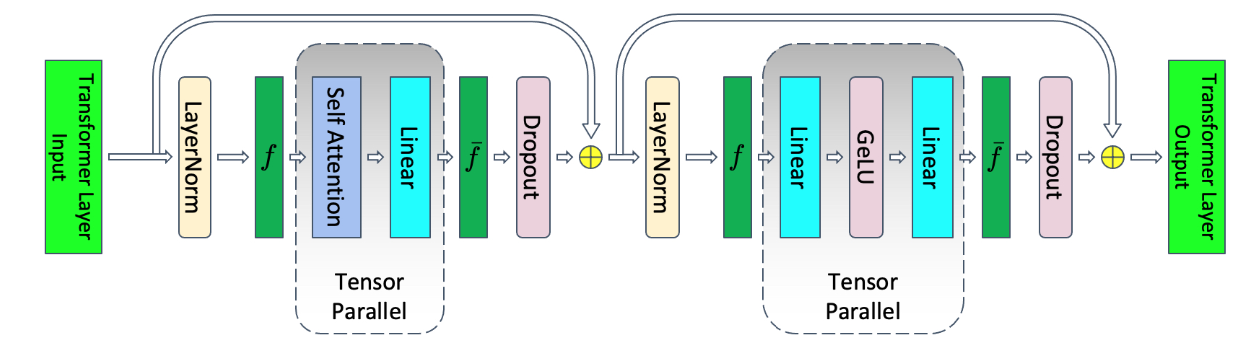 Transformer Layer
Input
LayerNorm
f
Self Attention
Linear
f̄
Dropout
Tensor
Parallel
LayerNorm
f
Linear
GeLU
Linear
f̄
Dropout
Tensor
Parallel
Transformer Layer
Output